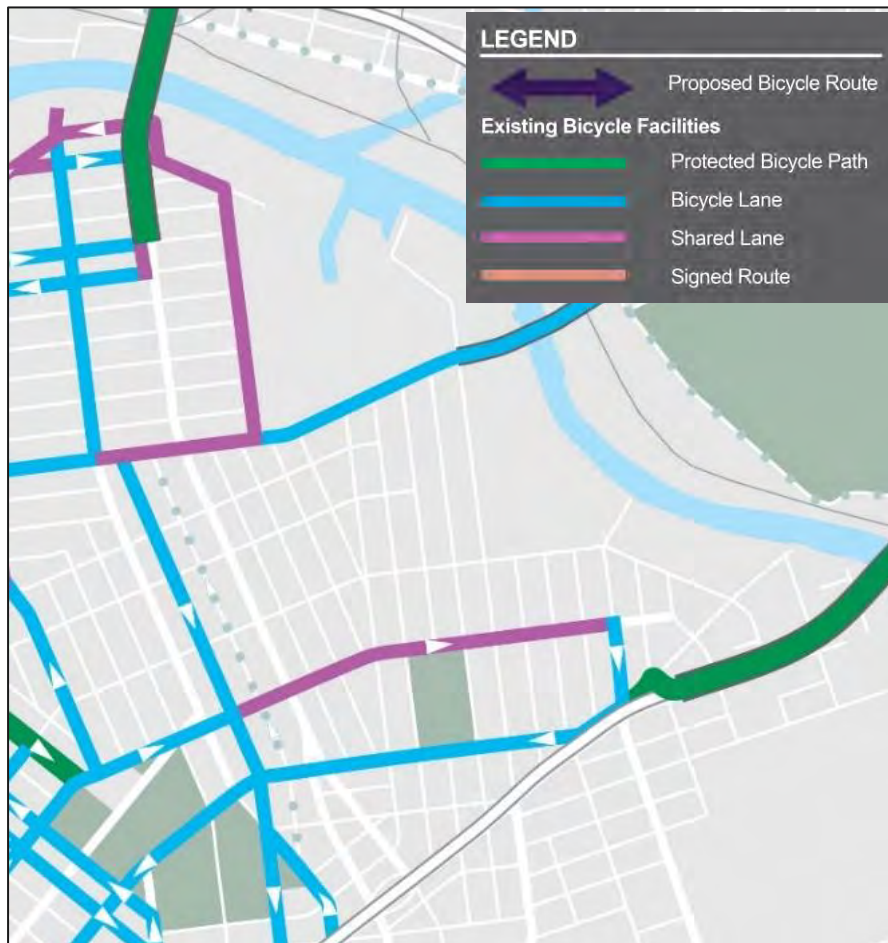 LEGEND
Proposed Bicycle Route
Existing Bicycle Facilities
Protected Bicycle Path
Bicycle Lane
Shared Lane
Signed Route